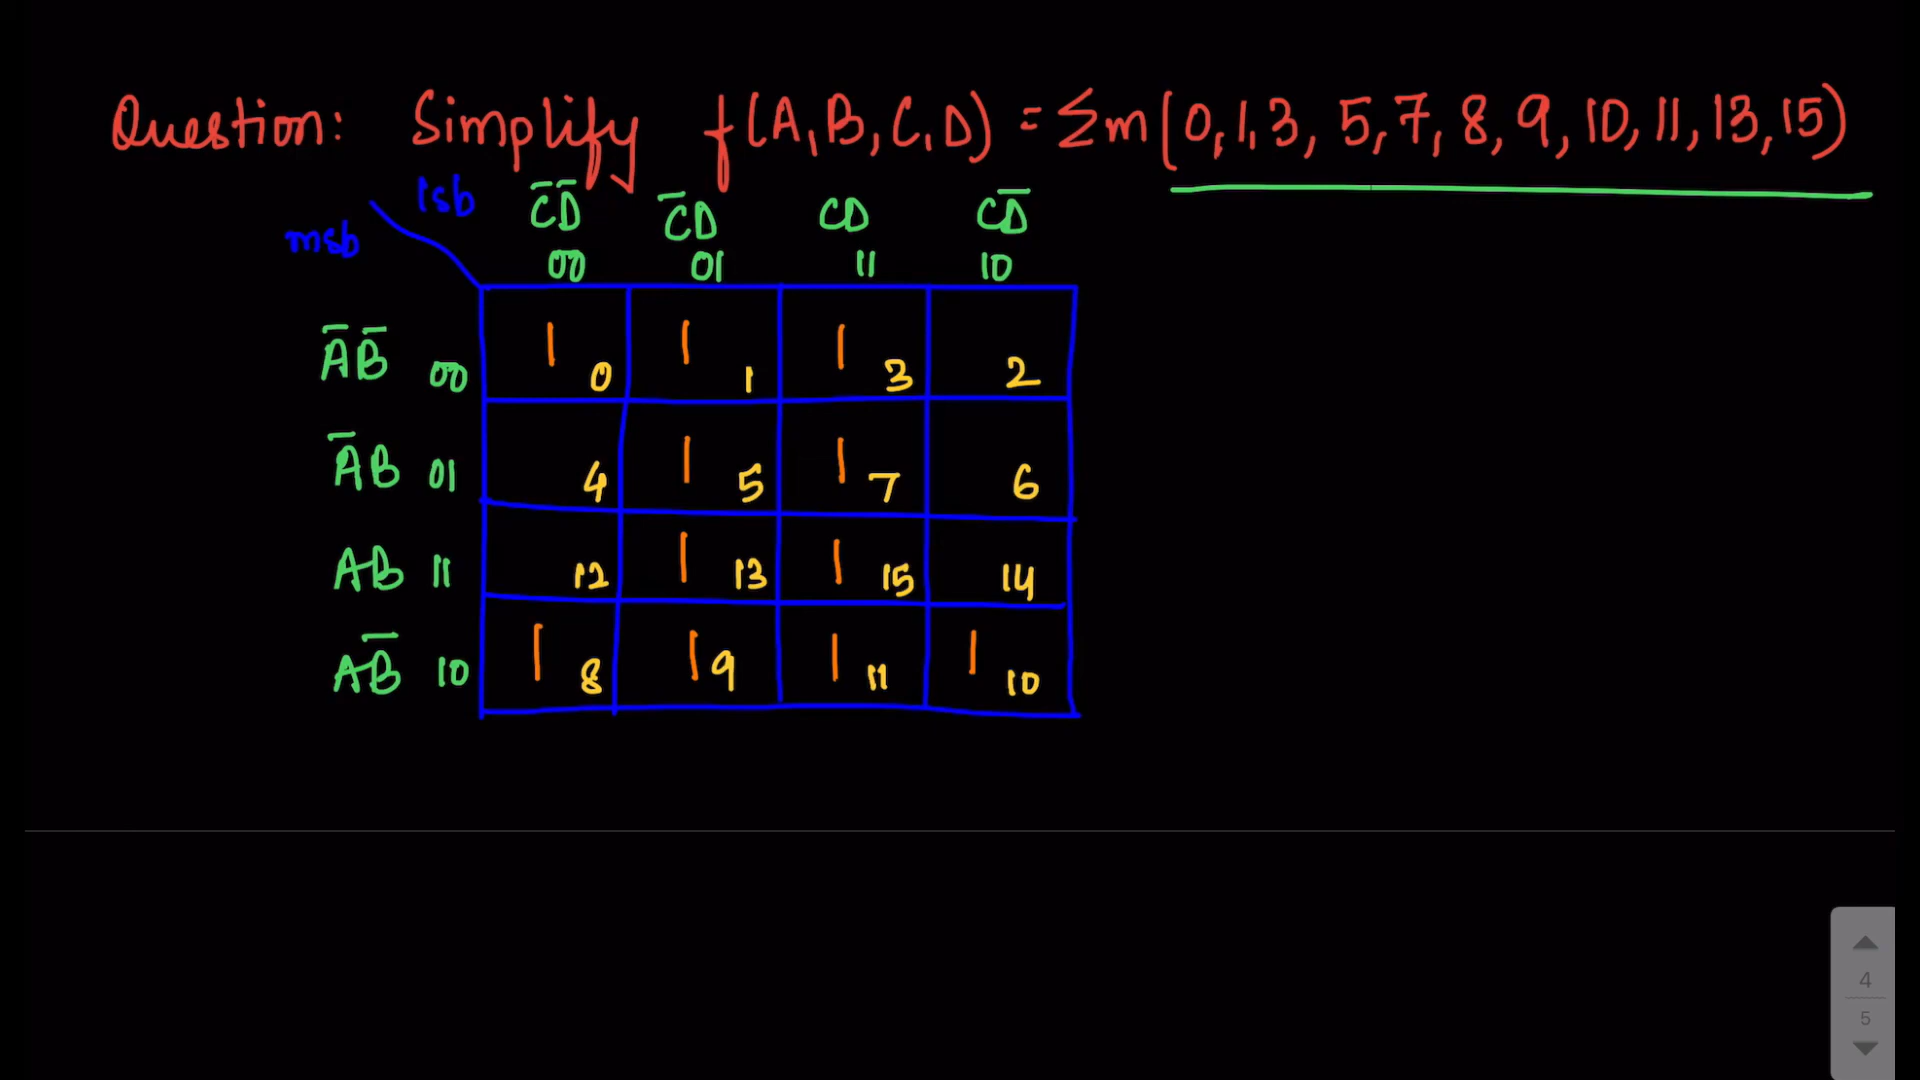 Question: Simplify f(A,B,C,D) = Σm(0,1,3,5,7,8,9,10,11,13,15)
lsb C̄D̄ C̄D CD CD̄
msb 00 01 11 10
ĀB̄ 00 1 0 1 1 1 3 2
ĀB 01 4 1 5 1 7 6
AB 11 12 1 13 1 15 14
AB̄ 10 1 8 1 9 1 11 1 10
4
5